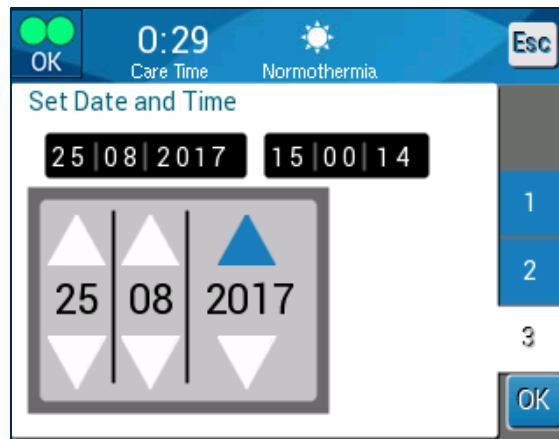 OK
0:29
Care Time
Normothermia
Esc
Set Date and Time
25|08|2017 15|00|14
25 08 2017
1
2
3
OK